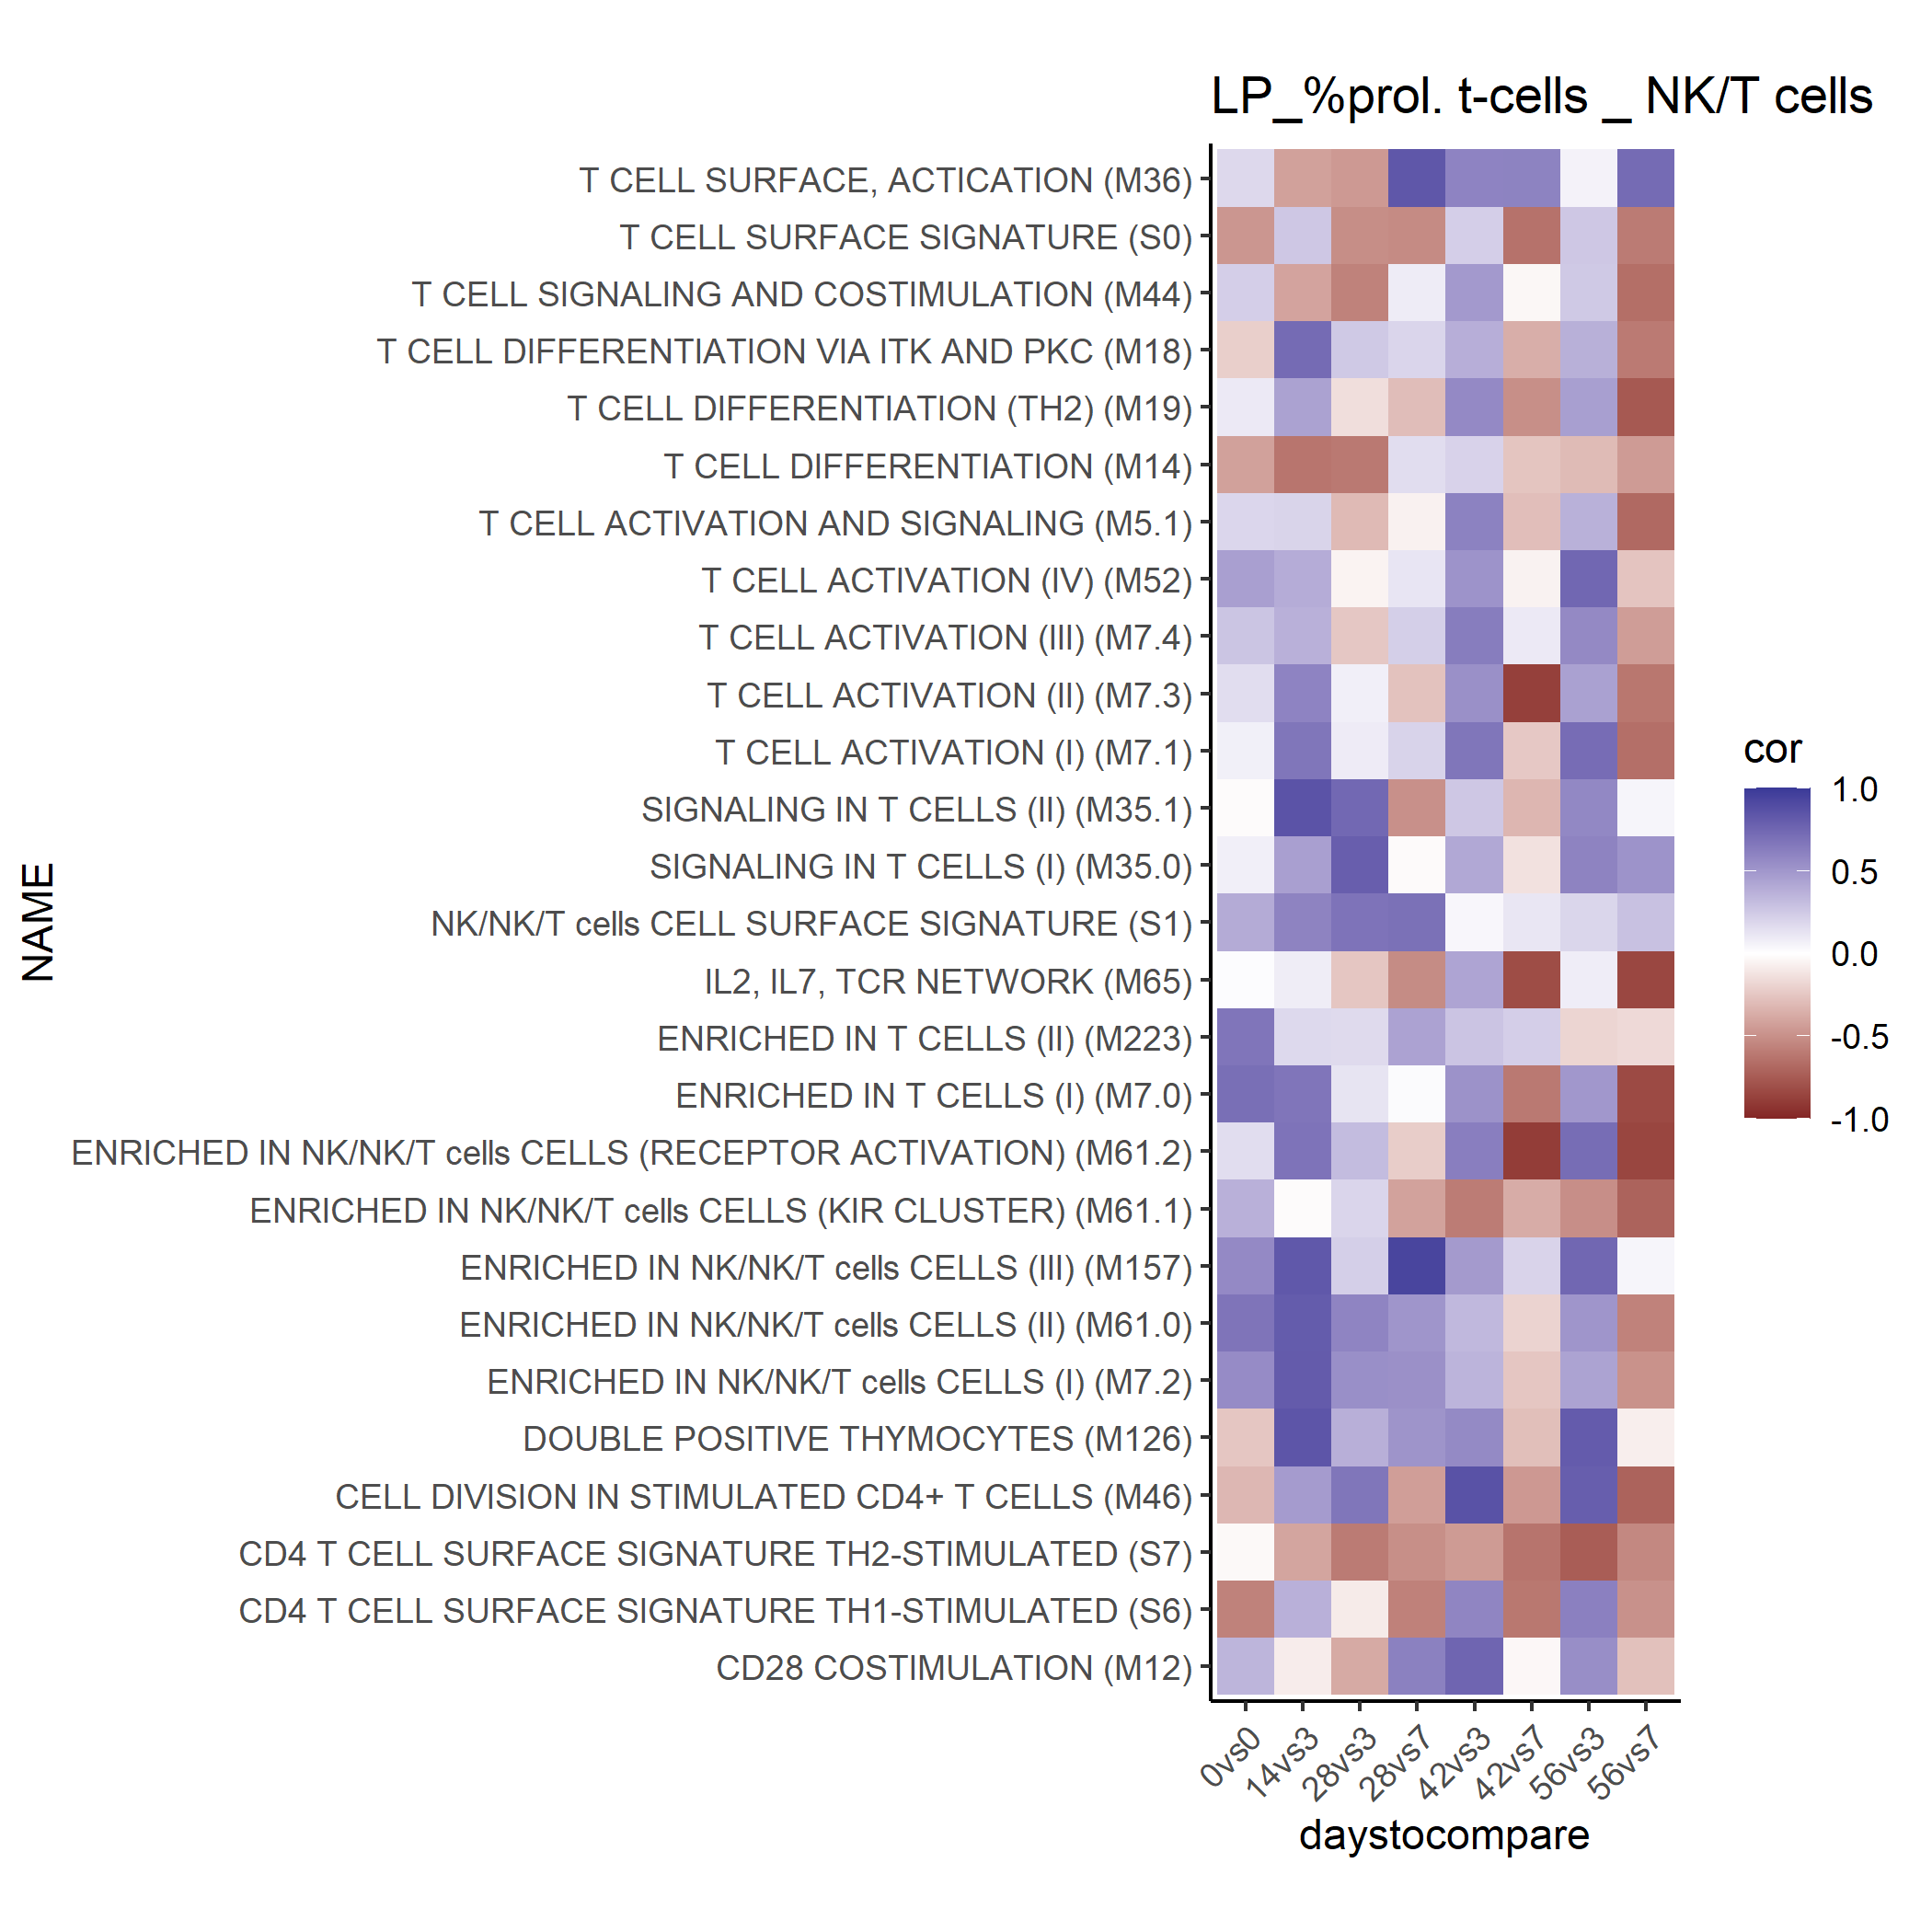 LP_%prol. t-cells _ NK/T cells
T CELL SURFACE, ACTICATION (M36)
T CELL SURFACE SIGNATURE (S0)
T CELL SIGNALING AND COSTIMULATION (M44)
T CELL DIFFERENTIATION VIA ITK AND PKC (M18)
T CELL DIFFERENTIATION (TH2) (M19)
T CELL DIFFERENTIATION (M14)
T CELL ACTIVATION AND SIGNALING (M5.1)
T CELL ACTIVATION (IV) (M52)
T CELL ACTIVATION (III) (M7.4)
T CELL ACTIVATION (II) (M7.3)
T CELL ACTIVATION (I) (M7.1)
SIGNALING IN T CELLS (II) (M35.1)
SIGNALING IN T CELLS (I) (M35.0)
NK/NK/T cells CELL SURFACE SIGNATURE (S1)
IL2, IL7, TCR NETWORK (M65)
ENRICHED IN T CELLS (II) (M223)
ENRICHED IN T CELLS (I) (M7.0)
ENRICHED IN NK/NK/T cells CELLS (RECEPTOR ACTIVATION) (M61.2)
ENRICHED IN NK/NK/T cells CELLS (KIR CLUSTER) (M61.1)
ENRICHED IN NK/NK/T cells CELLS (III) (M157)
ENRICHED IN NK/NK/T cells CELLS (II) (M61.0)
ENRICHED IN NK/NK/T cells CELLS (I) (M7.2)
DOUBLE POSITIVE THYMOCYTES (M126)
CELL DIVISION IN STIMULATED CD4+ T CELLS (M46)
CD4 T CELL SURFACE SIGNATURE TH2-STIMULATED (S7)
CD4 T CELL SURFACE SIGNATURE TH1-STIMULATED (S6)
CD28 COSTIMULATION (M12)
NAME
0vs0
14vs3
28vs3
28vs7
42vs3
42vs7
56vs3
56vs7
daystocompare
cor
1.0
0.5
0.0
-0.5
-1.0